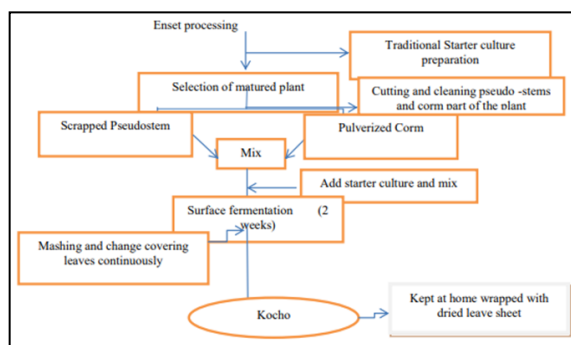 Enset processing
Traditional Starter culture
preparation
Selection of matured plant
Cutting and cleaning pseudo -stems
and corm part of the plant
Scrapped Pseudostem
Pulverized Corm
Mix
Add starter culture and mix
Surface fermentation (2
weeks)
Mashing and change covering
leaves continuously
Kocho
Kept at home wrapped with
dried leave sheet